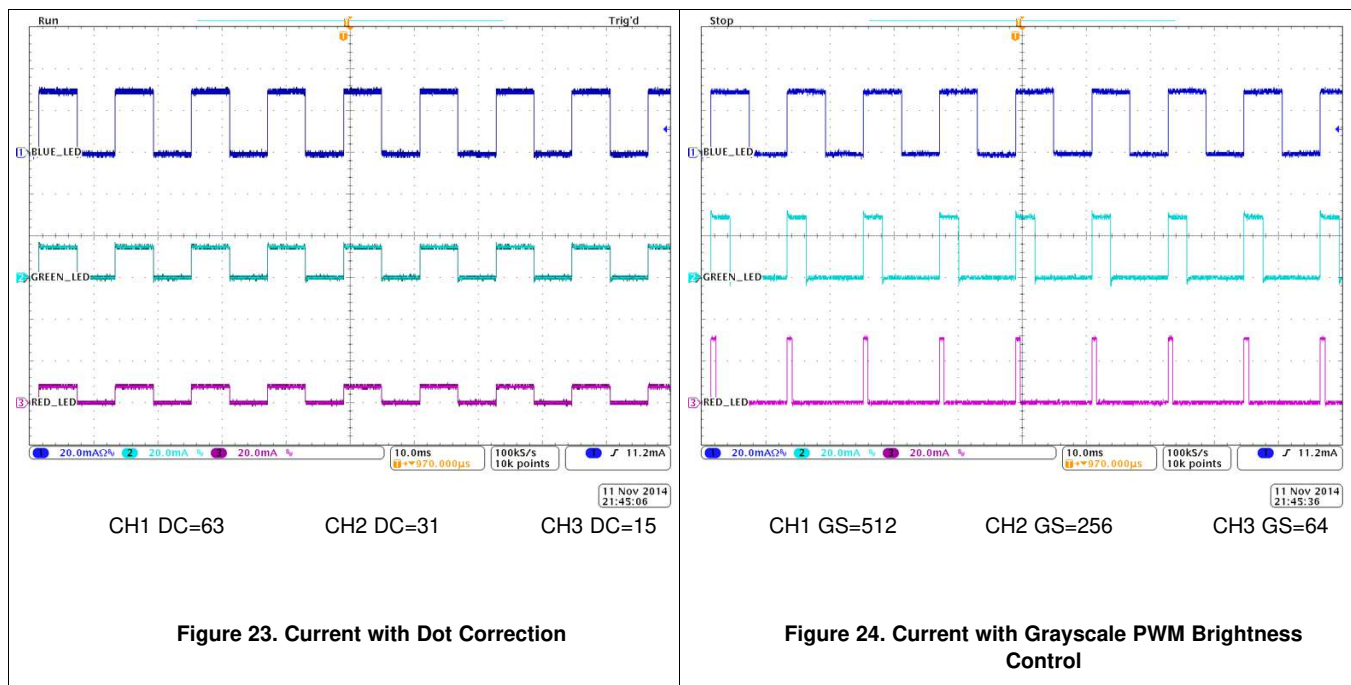 Run Trig'd
T
1 BLUE_LED
2 GREEN_LED
3 RED_LED
1 20.0mAΩ 2 20.0mA 3 20.0mA
10.0ms
T→▼970.000µs
100kS/s
10k points
1 11.2mA
11 Nov 2014
21:45:06
CH1 DC=63 CH2 DC=31 CH3 DC=15
Figure 23. Current with Dot Correction
Stop
T
1 BLUE_LED
2 GREEN_LED
3 RED_LED
1 20.0mAΩ 2 20.0mA 3 20.0mA
10.0ms
T→▼970.000µs
100kS/s
10k points
1 11.2mA
11 Nov 2014
21:45:36
CH1 GS=512 CH2 GS=256 CH3 GS=64
Figure 24. Current with Grayscale PWM Brightness
Control